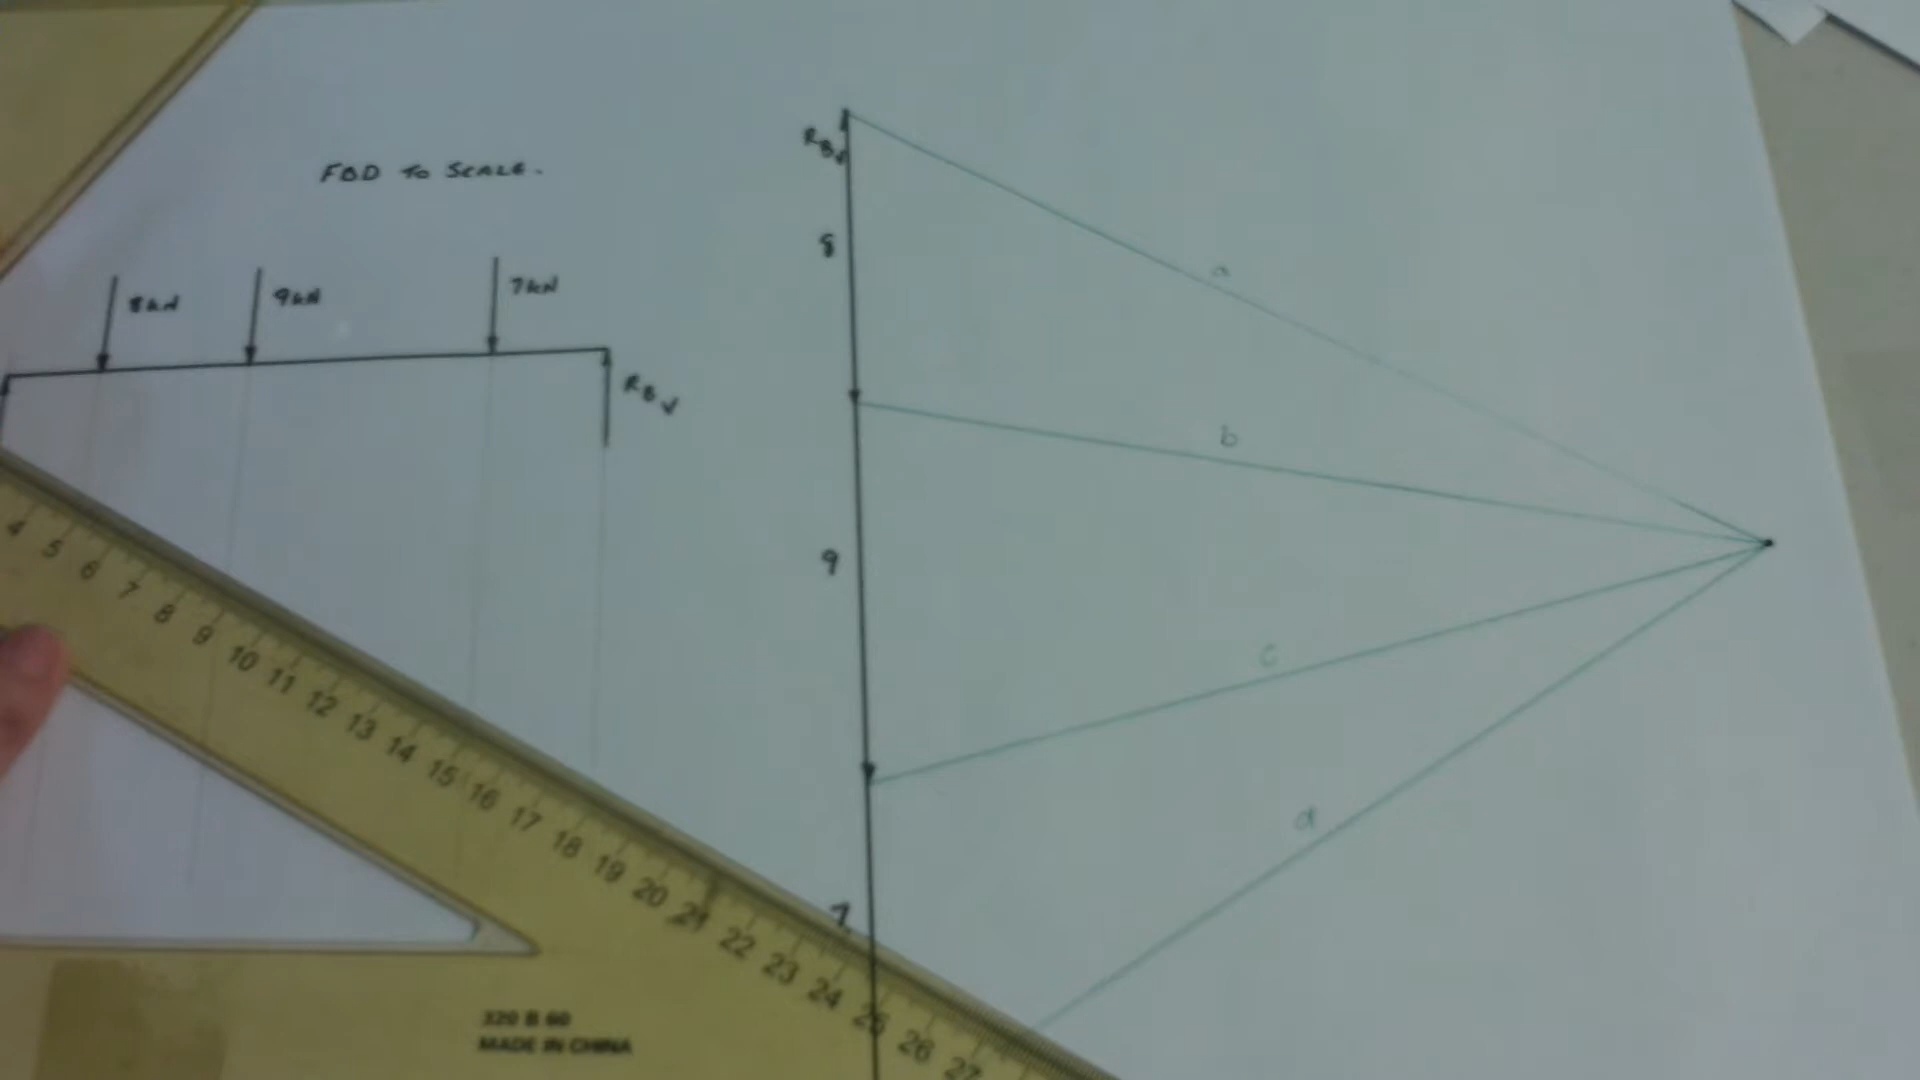 FBD TO SCALE.
8kN
9kN
7kN
RBv
RBv
8
9
7
a
b
c
d
4 5 6 7 8 9 10 11 12 13 14 15 16 17 18 19 20 21 22 23 24 25 26 27
320 B 60
MADE IN CHINA